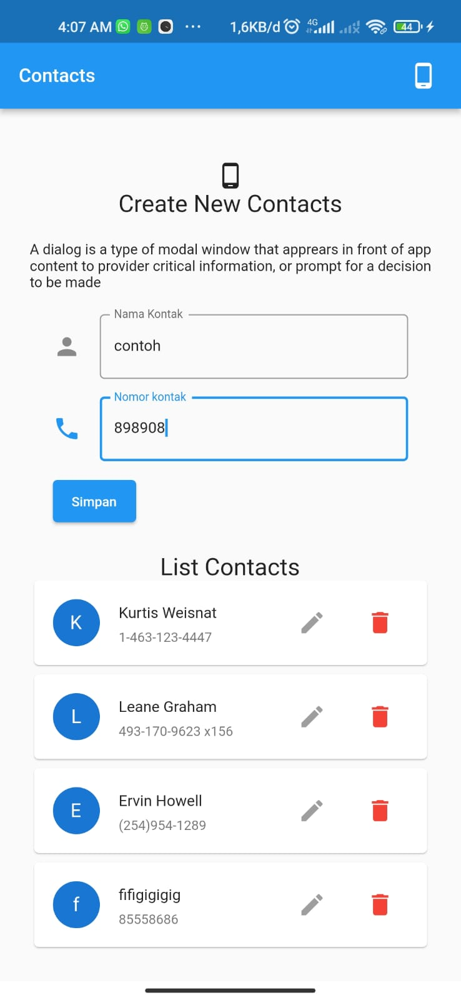 4:07 AM ... 1,6KB/d 4G 44
Contacts
Create New Contacts
A dialog is a type of modal window that apprears in front of app
content to provider critical information, or prompt for a decision
to be made
Nama Kontak
contoh
Nomor kontak
898908
Simpan
List Contacts
K
Kurtis Weisnat
1-463-123-4447
L
Leane Graham
493-170-9623 x156
E
Ervin Howell
(254)954-1289
f
fifigigigig
85558686